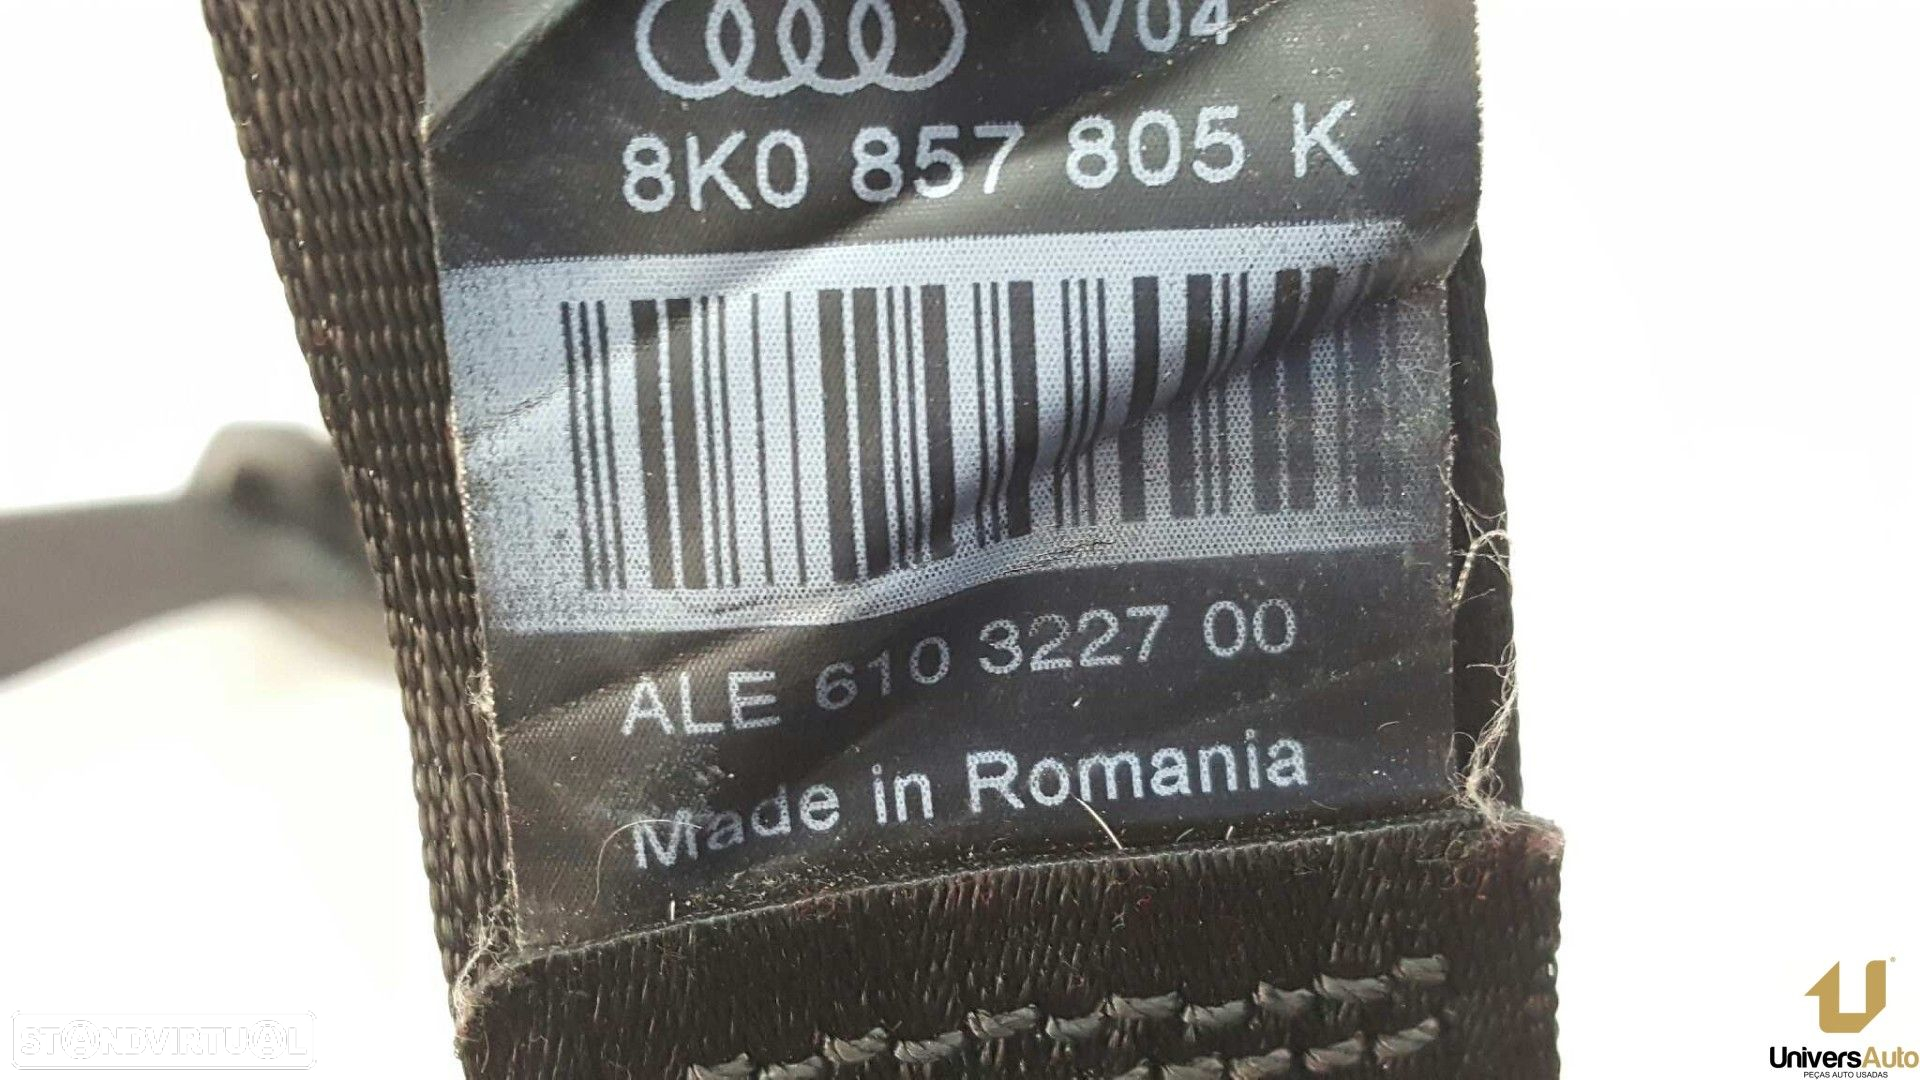 V04
8K0 857 805 K
ALE 610 3227 00
Made in Romania
STANDVIRTUAL
UniversAuto
PEÇAS AUTO USADAS